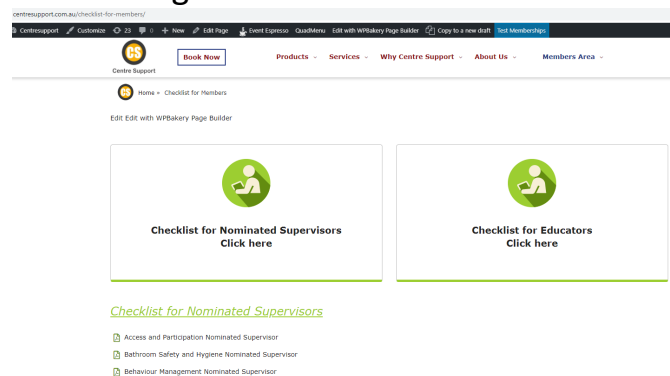 centresupport.com.au/checklist-for-members/
Centresupport Customize 23 0 New Edit Page Event Espresso QuadMenu Edit with WPBakery Page Builder Copy to a new draft Test Memberships
CS
Centre Support
Book Now
Products Services Why Centre Support About Us Members Area
CS
Home » Checklist for Members
Edit Edit with WPBakery Page Builder
Checklist for Nominated Supervisors
Click here
Checklist for Educators
Click here
Checklist for Nominated Supervisors
Access and Participation Nominated Supervisor
Bathroom Safety and Hygiene Nominated Supervisor
Behaviour Management Nominated Supervisor